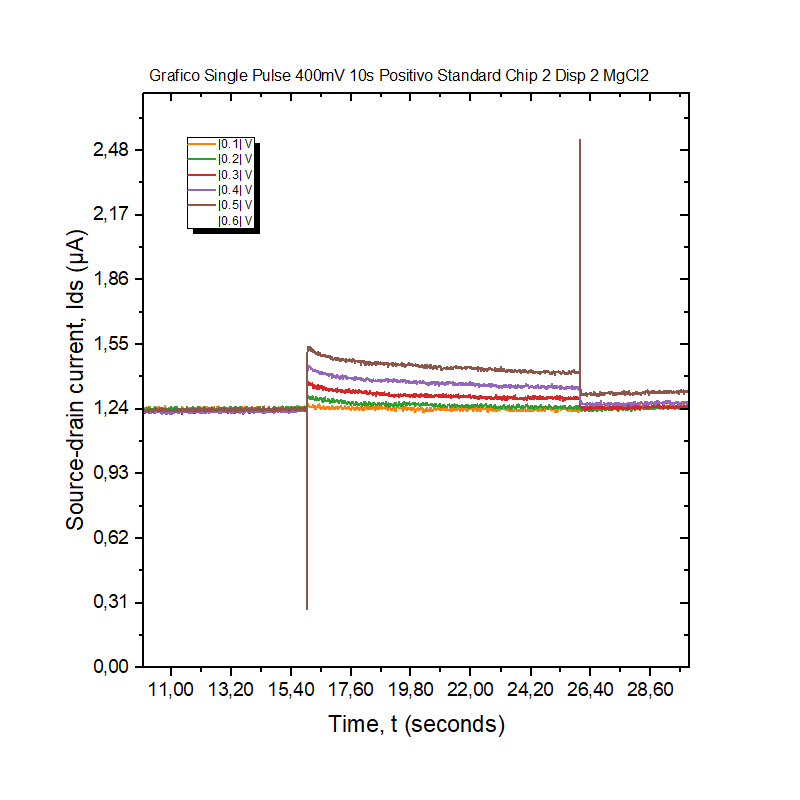 Grafico Single Pulse 400mV 10s Positivo Standard Chip 2 Disp 2 MgCl2
|0.1| V
|0.2| V
|0.3| V
|0.4| V
|0.5| V
|0.6| V
Source-drain current, Ids (µA)
2,48
2,17
1,86
1,55
1,24
0,93
0,62
0,31
0,00
11,00 13,20 15,40 17,60 19,80 22,00 24,20 26,40 28,60
Time, t (seconds)